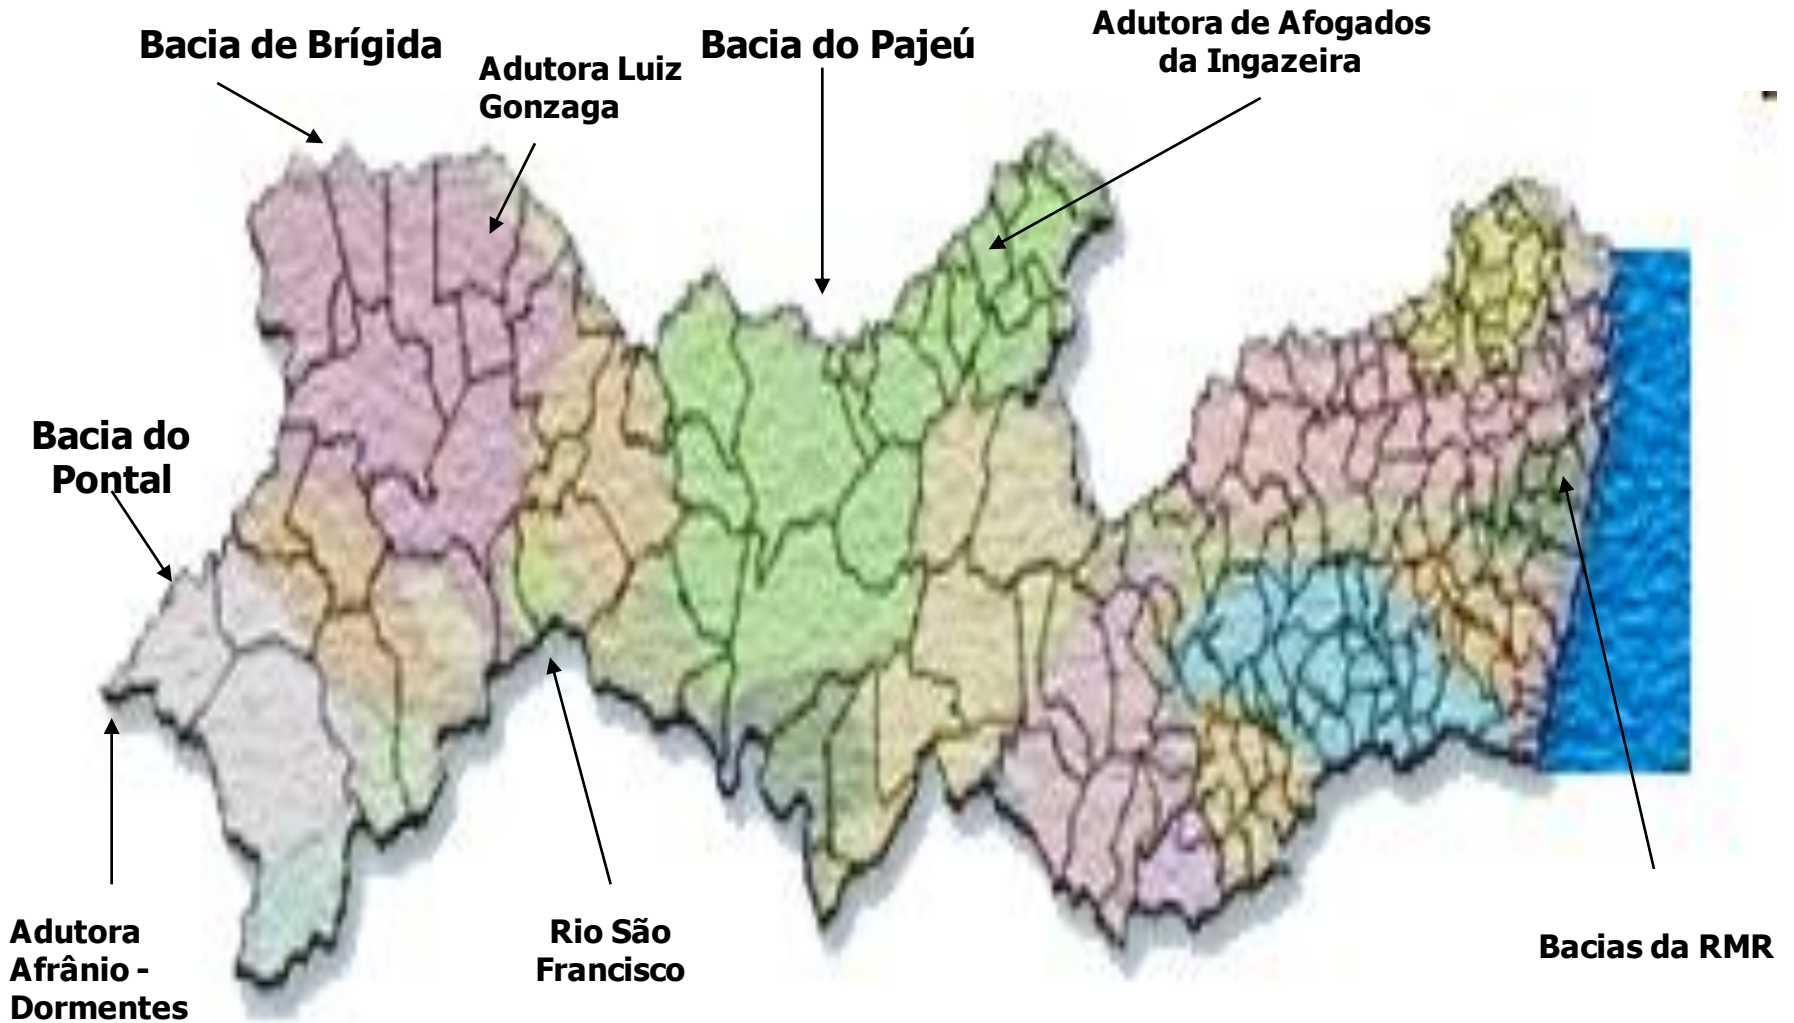 Bacia de Brígida
Adutora Luiz
Gonzaga
Bacia do Pajeú
Adutora de Afogados
da Ingazeira
Bacia do
Pontal
Adutora
Afrânio -
Dormentes
Rio São
Francisco
Bacias da RMR